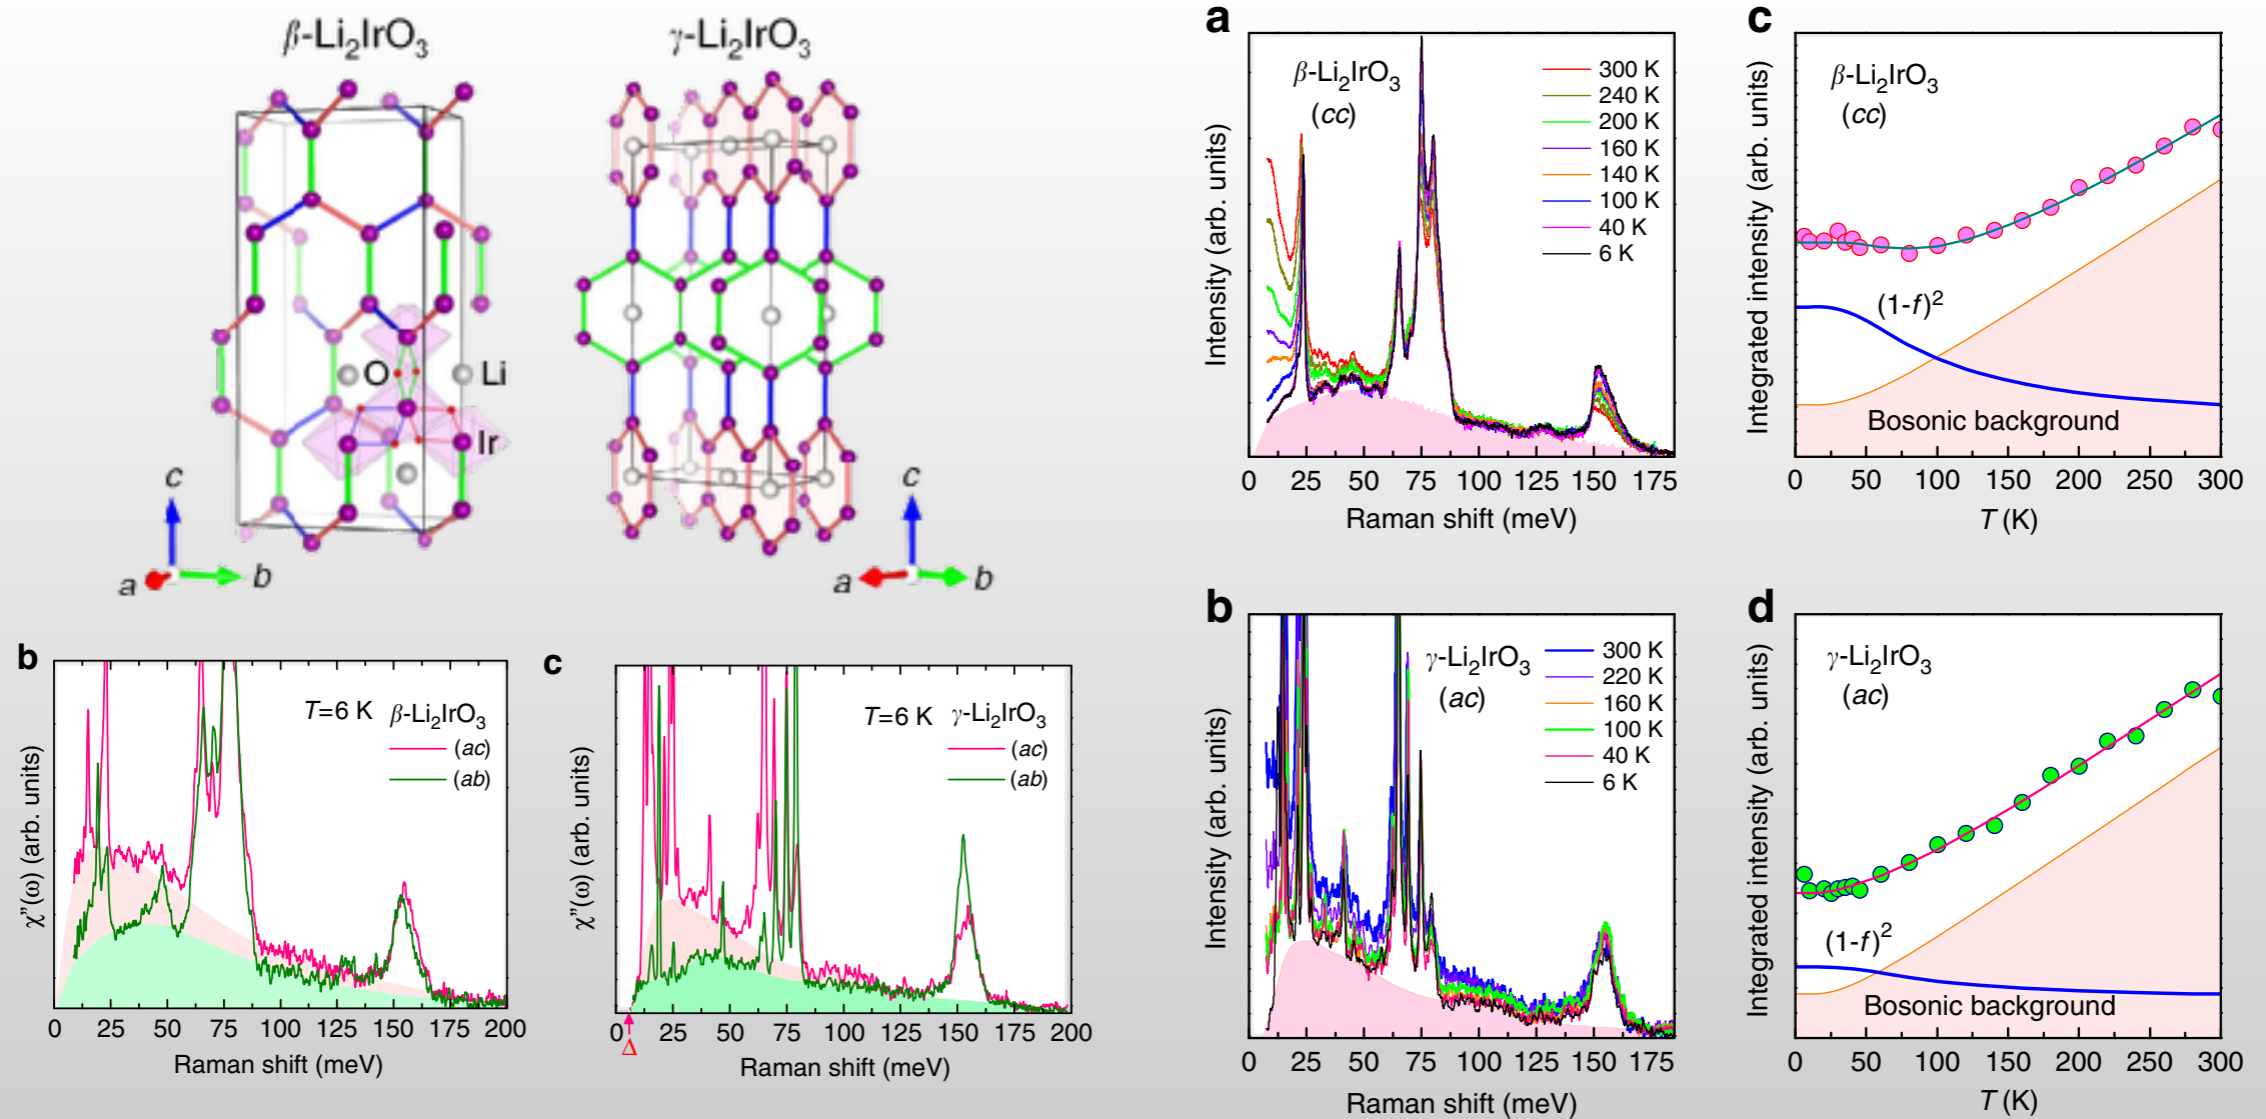 β-Li₂IrO₃
γ-Li₂IrO₃
O
Li
Ir
c
a
b
c
a
b
b
T=6 K β-Li₂IrO₃
(ac)
(ab)
χ”(ω) (arb. units)
0 25 50 75 100 125 150 175 200
Raman shift (meV)
c
T=6 K γ-Li₂IrO₃
(ac)
(ab)
χ”(ω) (arb. units)
0 25 50 75 100 125 150 175 200
Δ
Raman shift (meV)
a
β-Li₂IrO₃
(cc)
300 K
240 K
200 K
160 K
140 K
100 K
40 K
6 K
Intensity (arb. units)
0 25 50 75 100 125 150 175
Raman shift (meV)
c
β-Li₂IrO₃
(cc)
(1-f)²
Bosonic background
Integrated intensity (arb. units)
0 50 100 150 200 250 300
T (K)
b
γ-Li₂IrO₃
(ac)
300 K
220 K
160 K
100 K
40 K
6 K
Intensity (arb. units)
0 25 50 75 100 125 150 175
Raman shift (meV)
d
γ-Li₂IrO₃
(ac)
(1-f)²
Bosonic background
Integrated intensity (arb. units)
0 50 100 150 200 250 300
T (K)